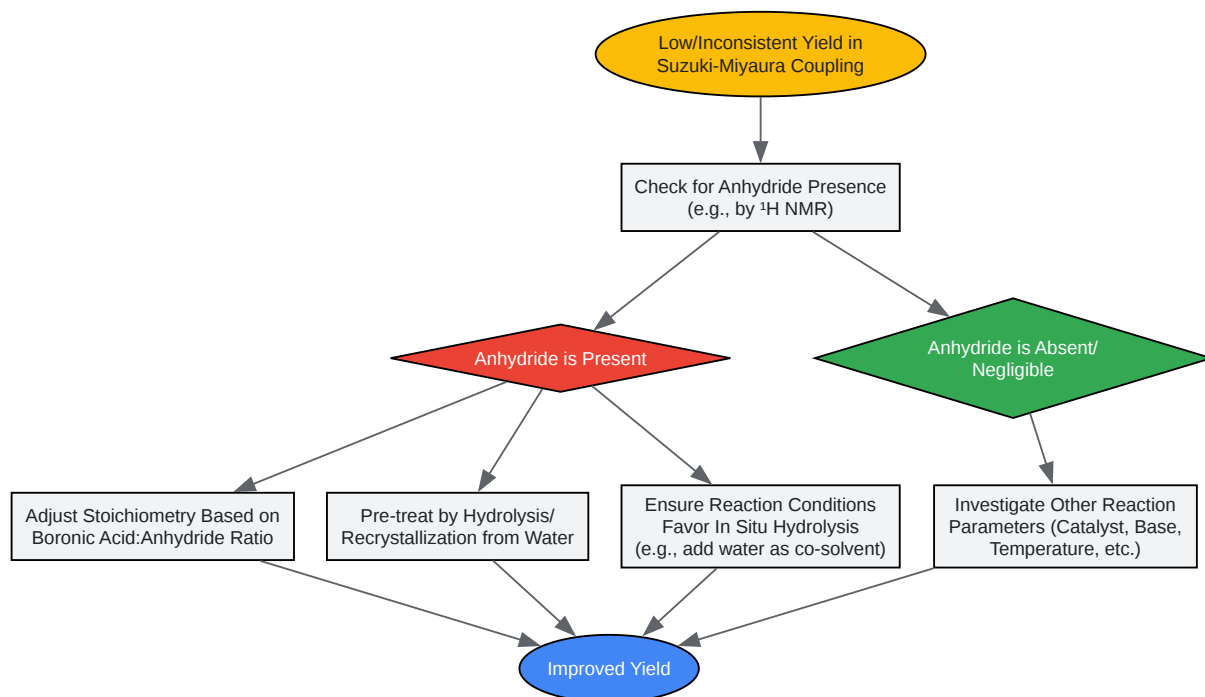 Low/Inconsistent Yield in
Suzuki-Miyaura Coupling
Check for Anhydride Presence
(e.g., by ¹H NMR)
Anhydride is Present
Anhydride is Absent/
Negligible
Adjust Stoichiometry Based on
Boronic Acid:Anhydride Ratio
Pre-treat by Hydrolysis/
Recrystallization from Water
Ensure Reaction Conditions
Favor In Situ Hydrolysis
(e.g., add water as co-solvent)
Investigate Other Reaction
Parameters (Catalyst, Base,
Temperature, etc.)
Improved Yield